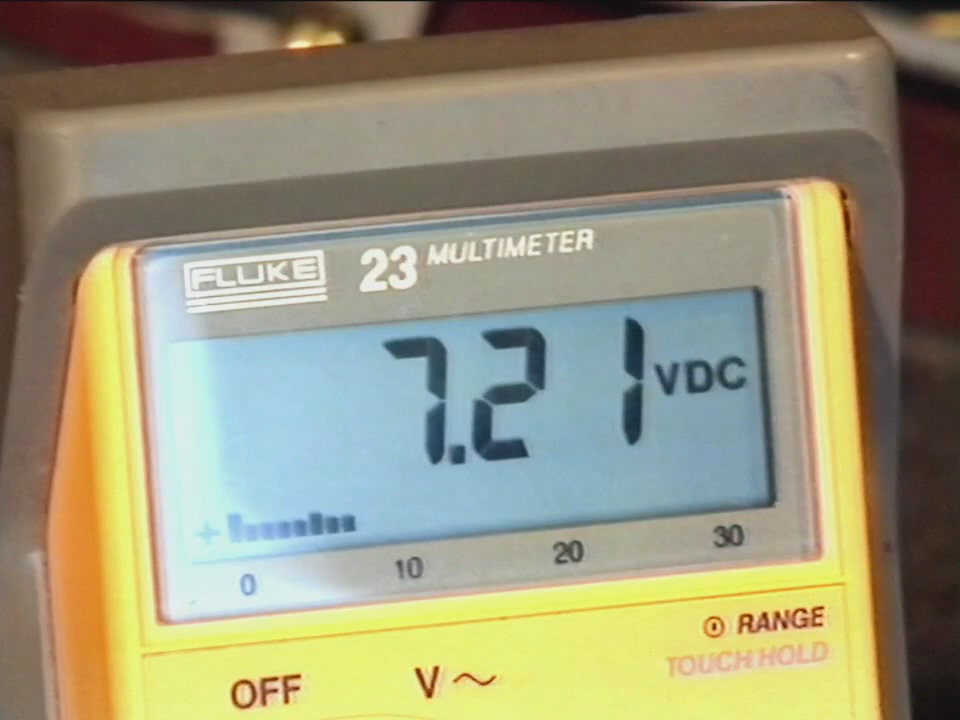 FLUKE 23 MULTIMETER
7.21 VDC
+
0 10 20 30
RANGE
TOUCH HOLD
OFF V～